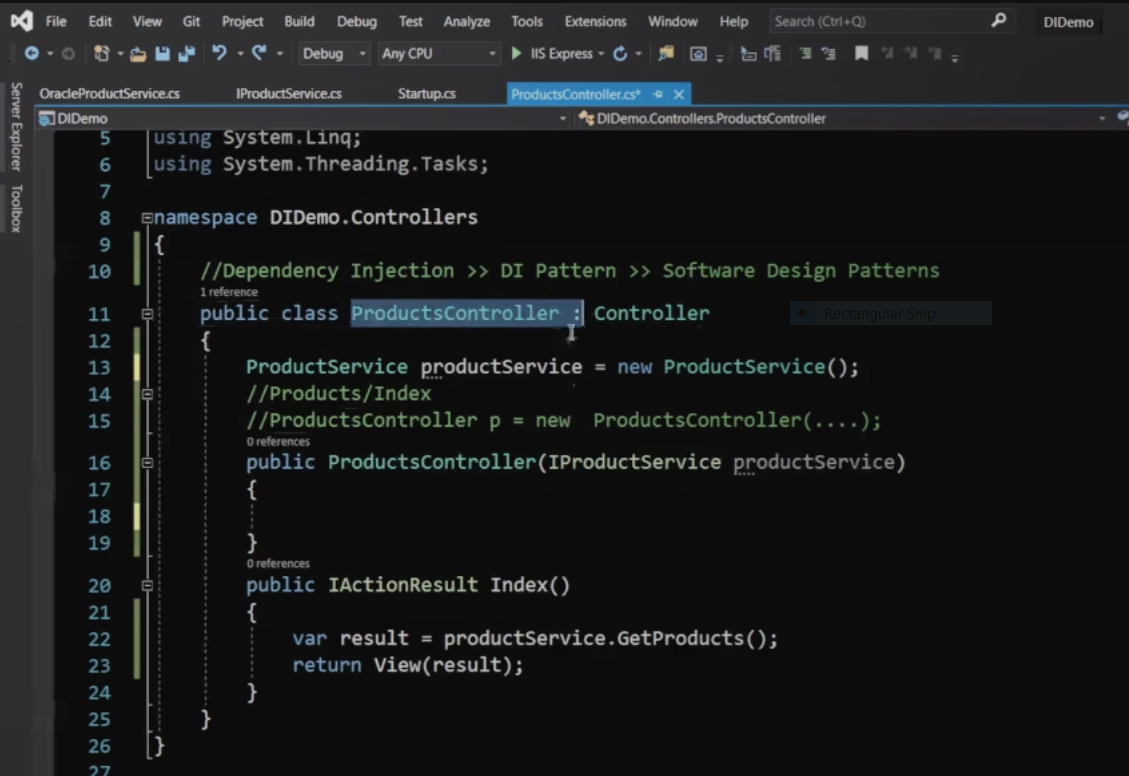 File Edit View Git Project Build Debug Test Analyze Tools Extensions Window Help Search (Ctrl+Q) DIDemo
Debug Any CPU IIS Express
Server Explorer
Toolbox
OracleProductService.cs IProductService.cs Startup.cs ProductsController.cs*
DIDemo DIDemo.Controllers.ProductsController
5 using System.Linq;
6 using System.Threading.Tasks;
7
8 namespace DIDemo.Controllers
9 {
10 //Dependency Injection >> DI Pattern >> Software Design Patterns
1 reference
11 public class ProductsController : Controller
Rectangular Snip
12 {
13 ProductService productService = new ProductService();
14 //Products/Index
15 //ProductsController p = new  ProductsController(....);
0 references
16 public ProductsController(IProductService productService)
17 {
18
19 }
0 references
20 public IActionResult Index()
21 {
22 var result = productService.GetProducts();
23 return View(result);
24 }
25 }
26 }
27